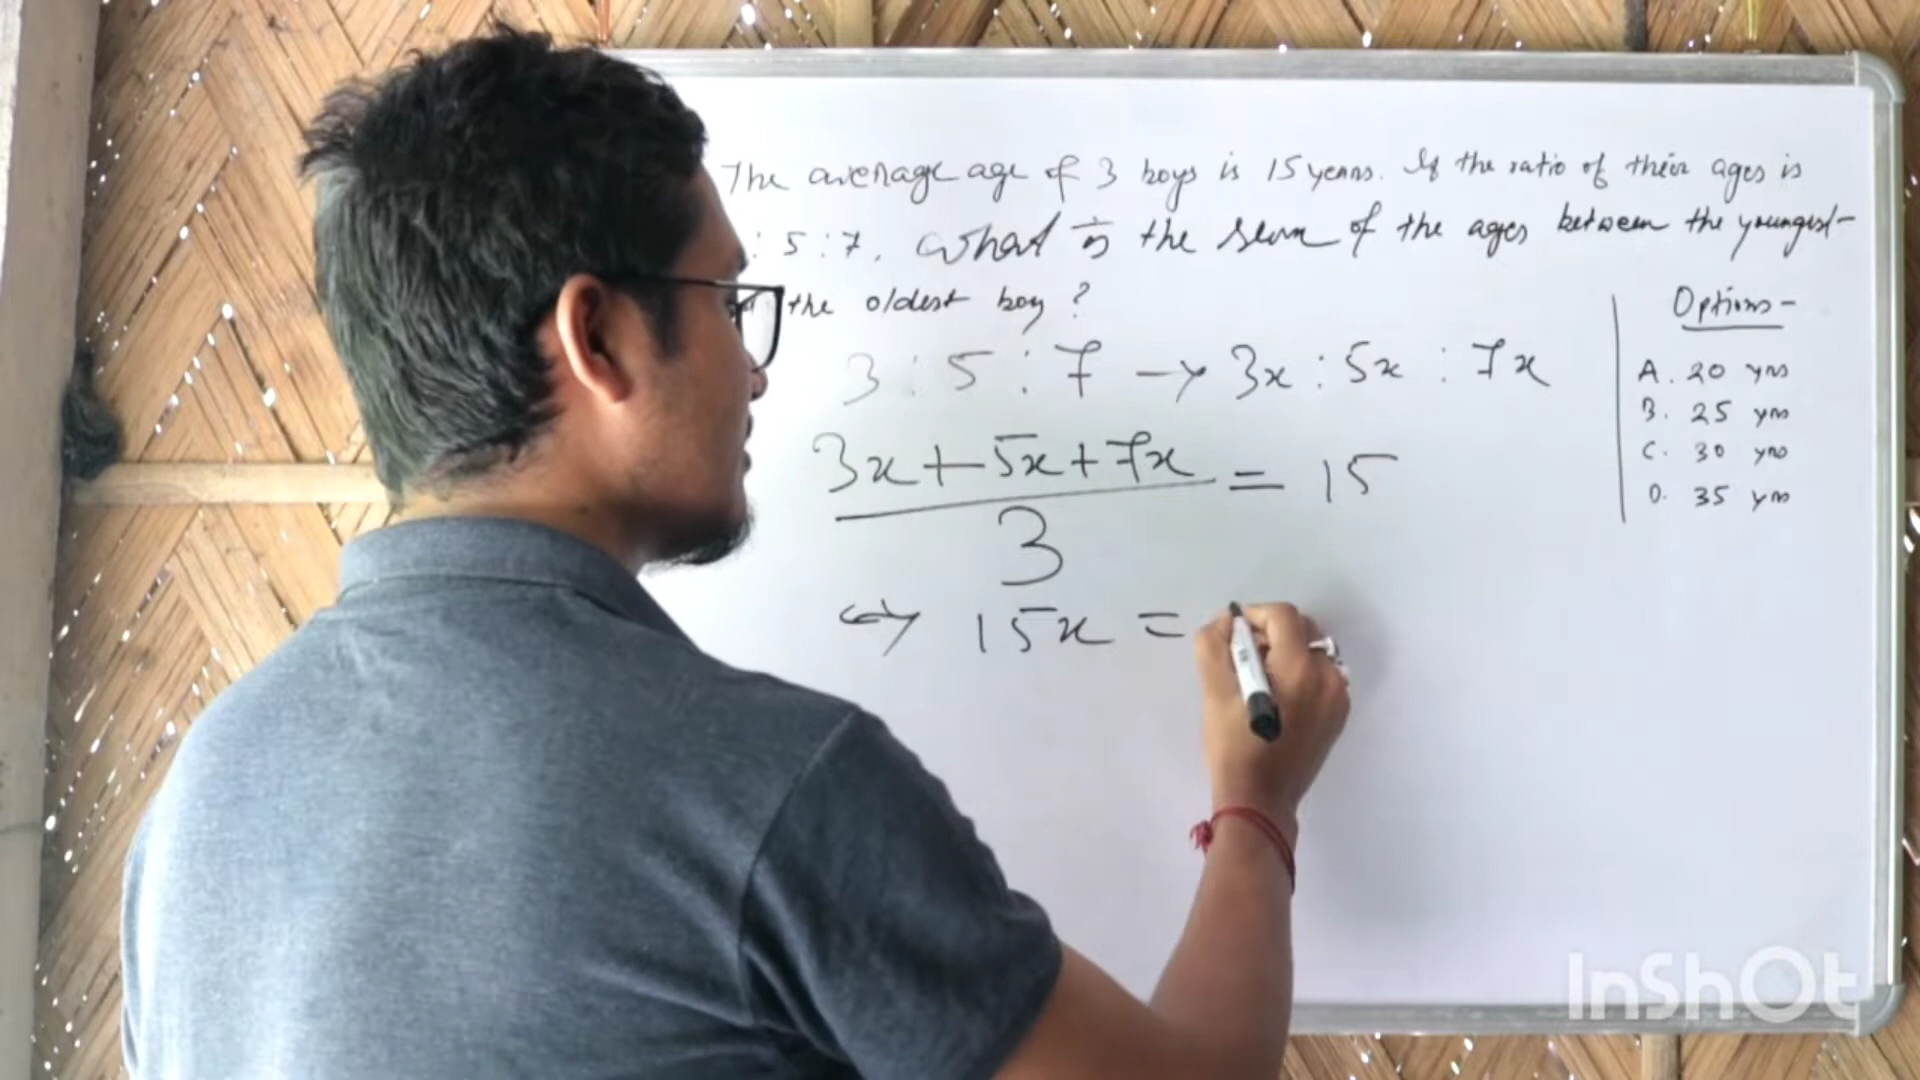 The average age of 3 boys is 15 years. If the ratio of their ages is
: 5 : 7, What is the sum of the ages between the youngest
the oldest boy ?
Options -
3 : 5 : 7 → 3x : 5x : 7x
A. 20 yrs
B. 25 yrs
C. 30 yrs
D. 35 yrs
3x + 5x + 7x = 15
3
⇔ 15x =
InShOt